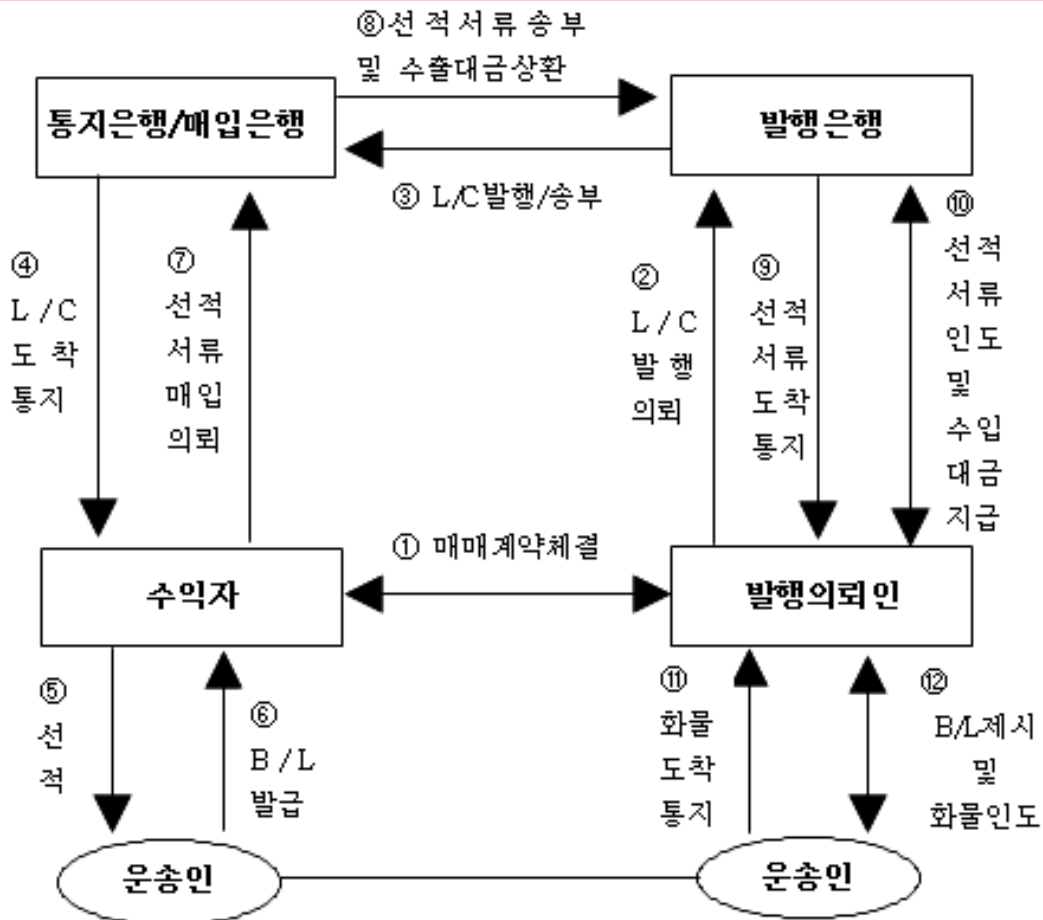 ⑧선적서류송부
및 수출대금상환
통지은행/매입은행
발행은행
③ L/C발행/송부
④
L/C
도착
통지
⑦
선적
서류
매입
의뢰
②
L/C
발행
의뢰
⑨
선적
서류
도착
통지
⑩
선적
서류
인도
및
수입
대금
지급
① 매매계약체결
수익자
발행의뢰인
⑤
선
적
⑥
B/L
발급
⑪
화물
도착
통지
⑫
B/L제시
및
화물인도
운송인
운송인